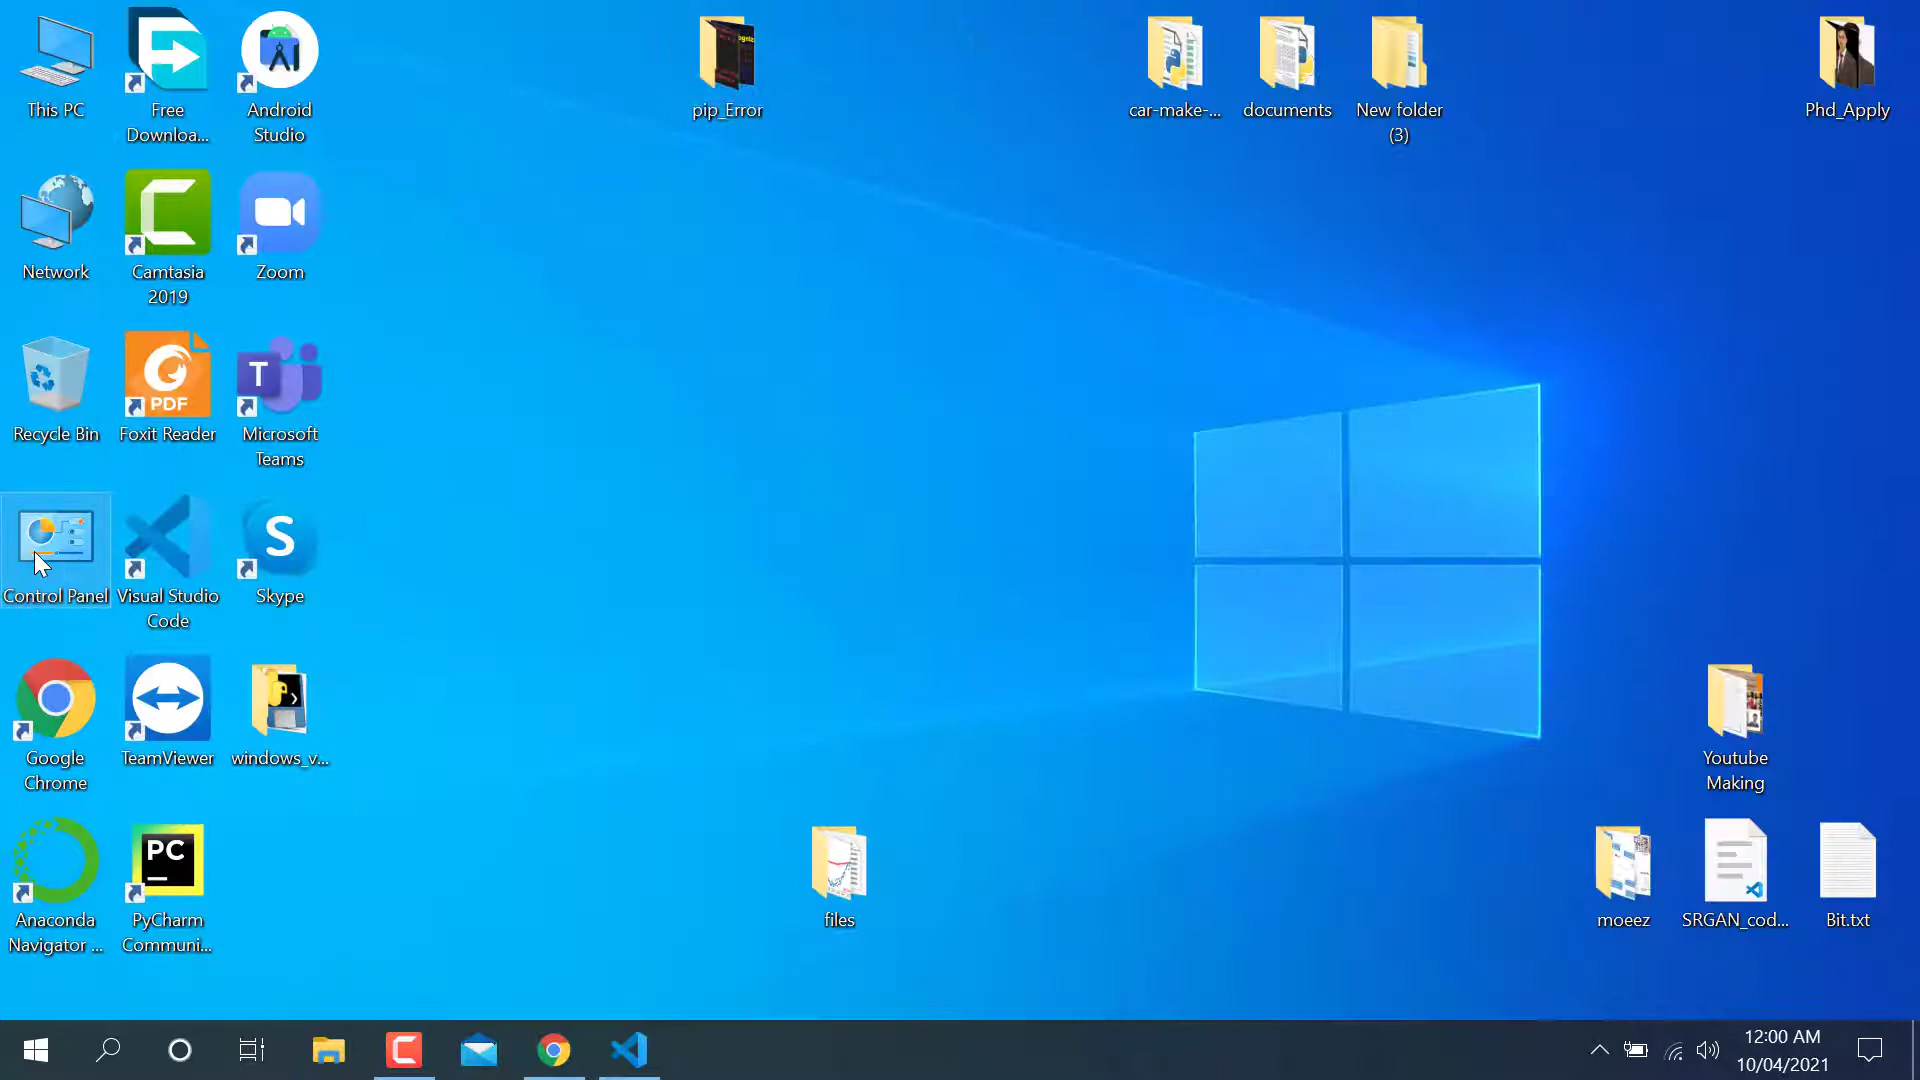 This PC
Free
Downloa...
Android
Studio
pip_Error
car-make-...
documents
New folder
(3)
Phd_Apply
Network
Camtasia
2019
Zoom
Recycle Bin
PDF
Foxit Reader
T
Microsoft
Teams
Control Panel
Visual Studio
Code
S
Skype
Google
Chrome
TeamViewer
windows_v...
Youtube
Making
Anaconda
Navigator ...
PC
PyCharm
Communi...
files
moeez
SRGAN_cod...
Bit.txt
12:00 AM
10/04/2021